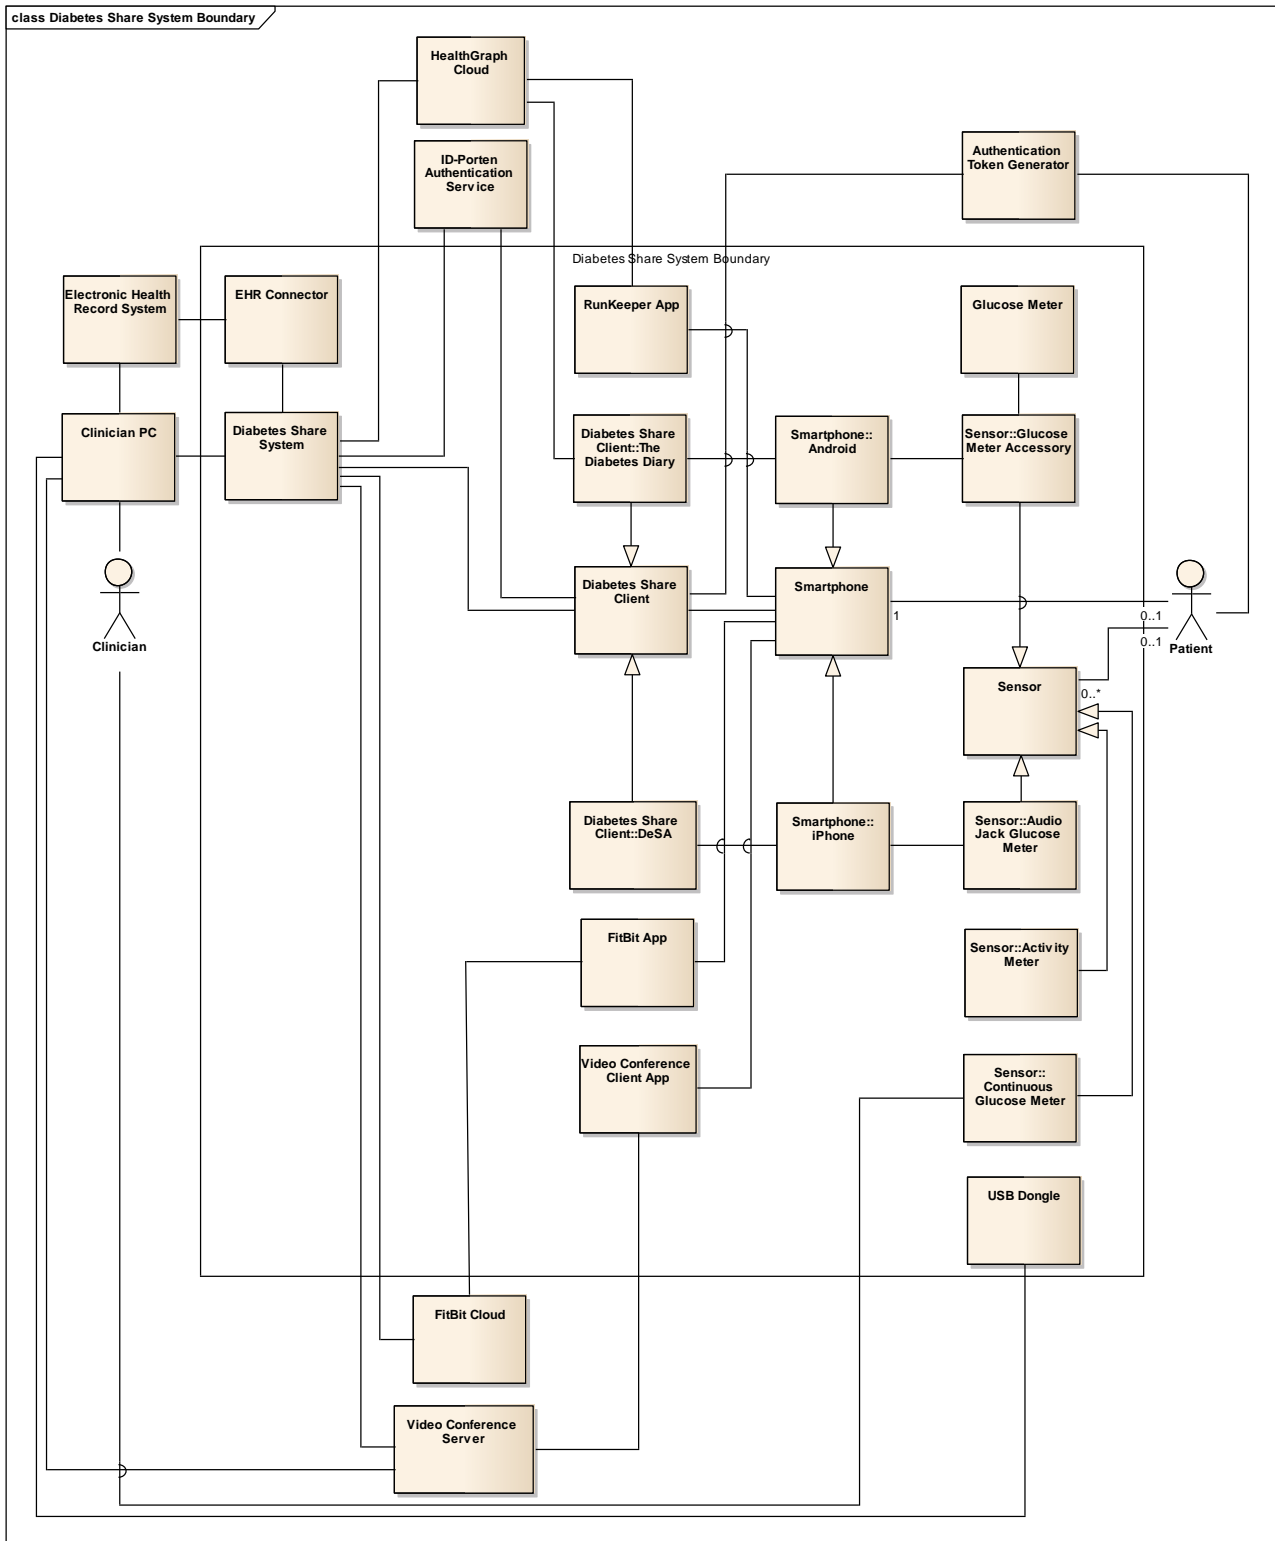 class Diabetes Share System Boundary
HealthGraph
Cloud
ID-Porten
Authentication
Service
Authentication
Token Generator
Diabetes Share System Boundary
Electronic Health
Record System
EHR Connector
RunKeeper App
Glucose Meter
Clinician PC
Diabetes Share
System
Diabetes Share
Client::The
Diabetes Diary
Smartphone::
Android
Sensor::Glucose
Meter Accessory
Diabetes Share
Client
Smartphone
1
0..1
0..1
Clinician
Patient
Sensor
0..*
Diabetes Share
Client::DeSA
Smartphone::
iPhone
Sensor::Audio
Jack Glucose
Meter
FitBit App
Sensor::Activity
Meter
Video Conference
Client App
Sensor::
Continuous
Glucose Meter
USB Dongle
FitBit Cloud
Video Conference
Server